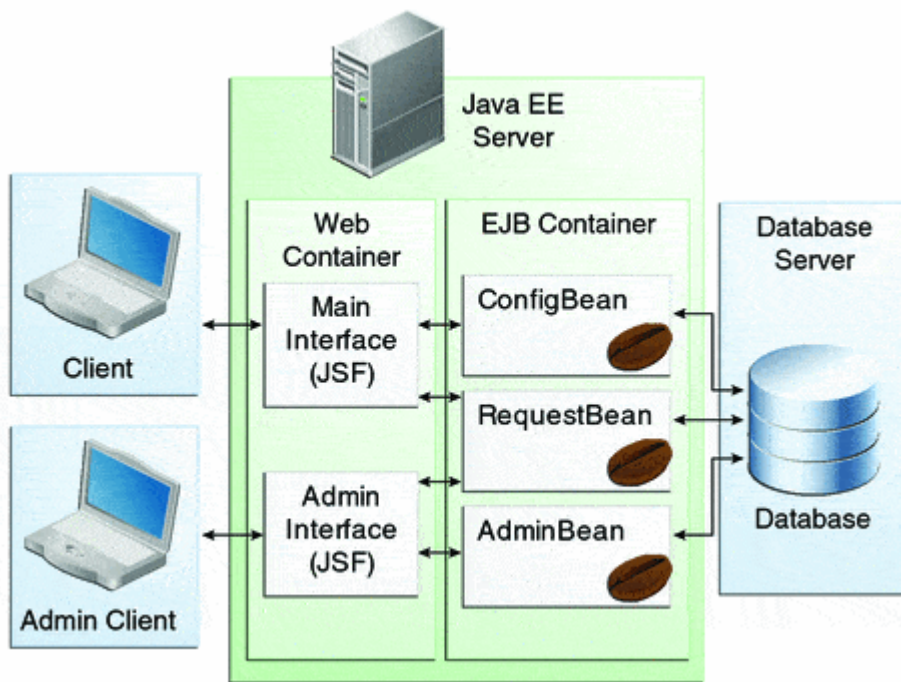 Java EE
Server
Web
Container
EJB Container
Database
Server
Main
Interface
(JSF)
ConfigBean
Client
RequestBean
Admin
Interface
(JSF)
AdminBean
Database
Admin Client